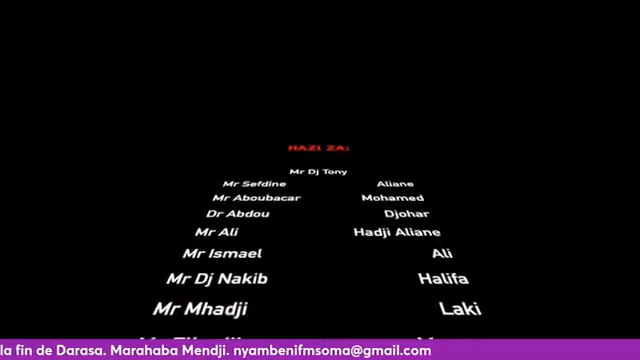 HAZI ZA
Mr Dj Tony
Mr Sefdine Aliane
Mr Aboubacar Mohamed
Dr Abdou Djohar
Mr Ali Hadji Aliane
Mr Ismael Ali
Mr Dj Nakib Halifa
Mr Mhadji Laki
la fin de Darasa. Marahaba Mendji. nyambenifmsoma@gmail.com